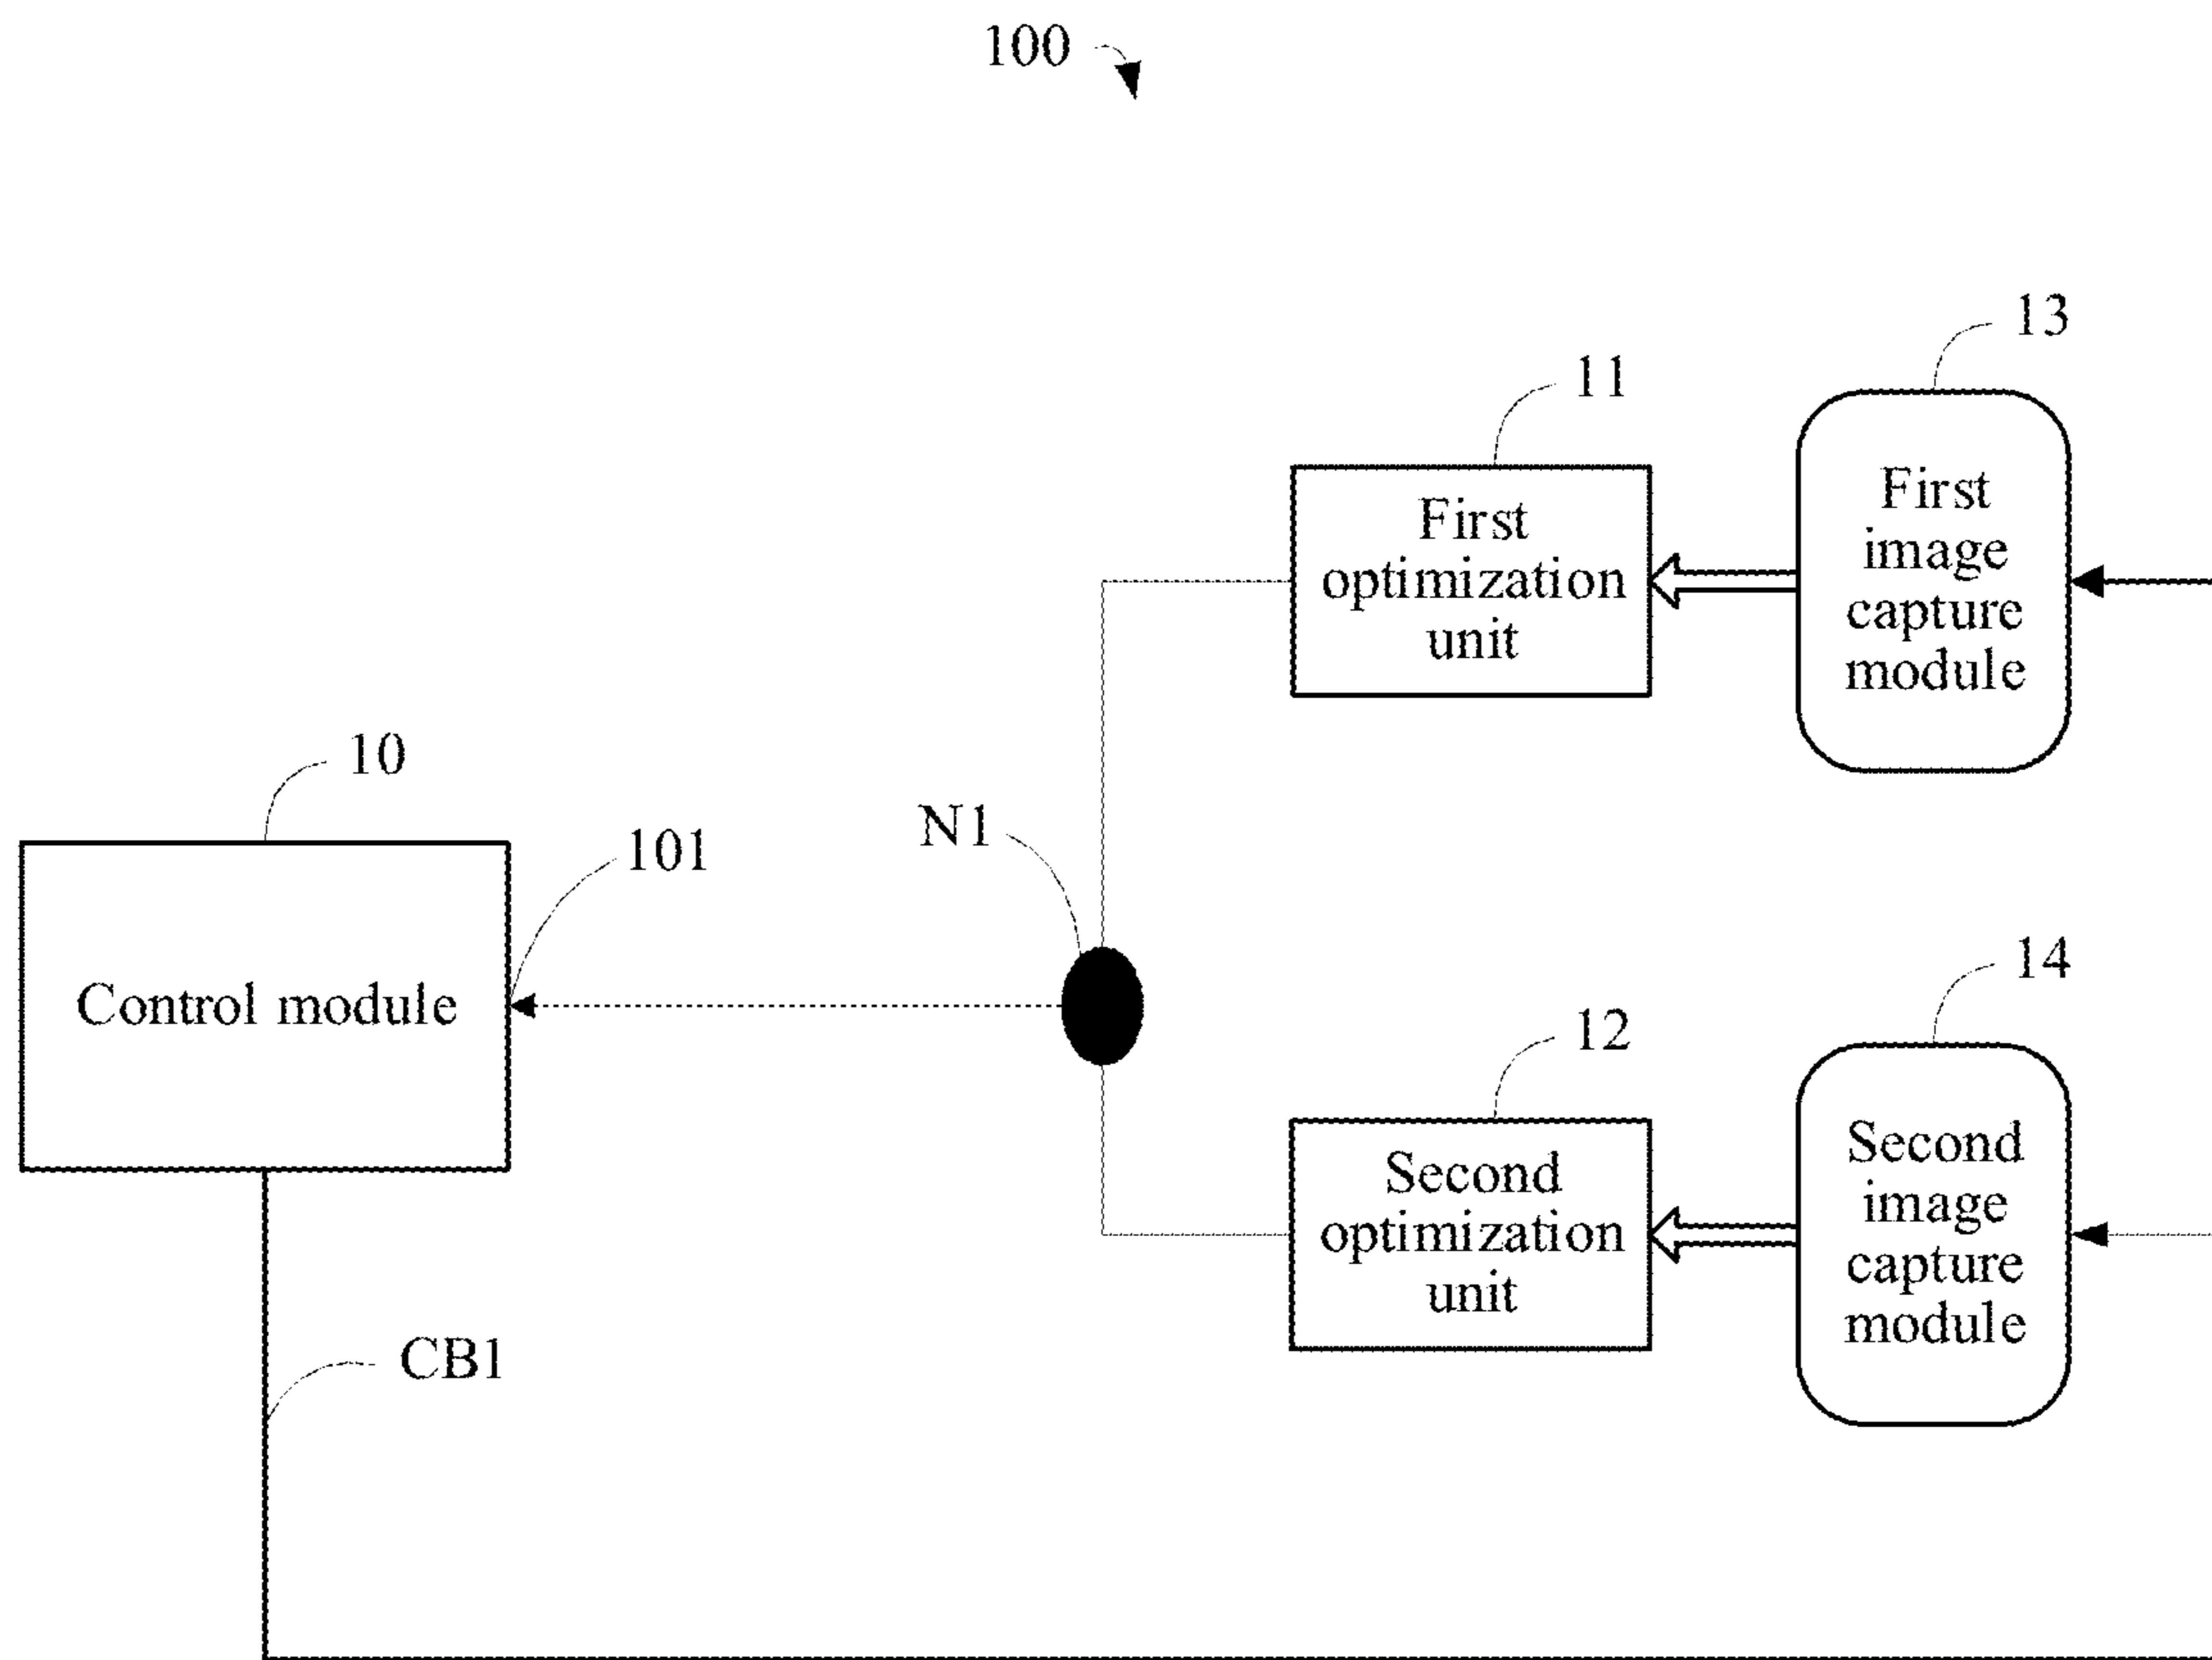 100
13
11
First
image
capture
module
First
optimization
unit
10
101
N1
Control module
14
12
Second
image
capture
module
Second
optimization
unit
CB1